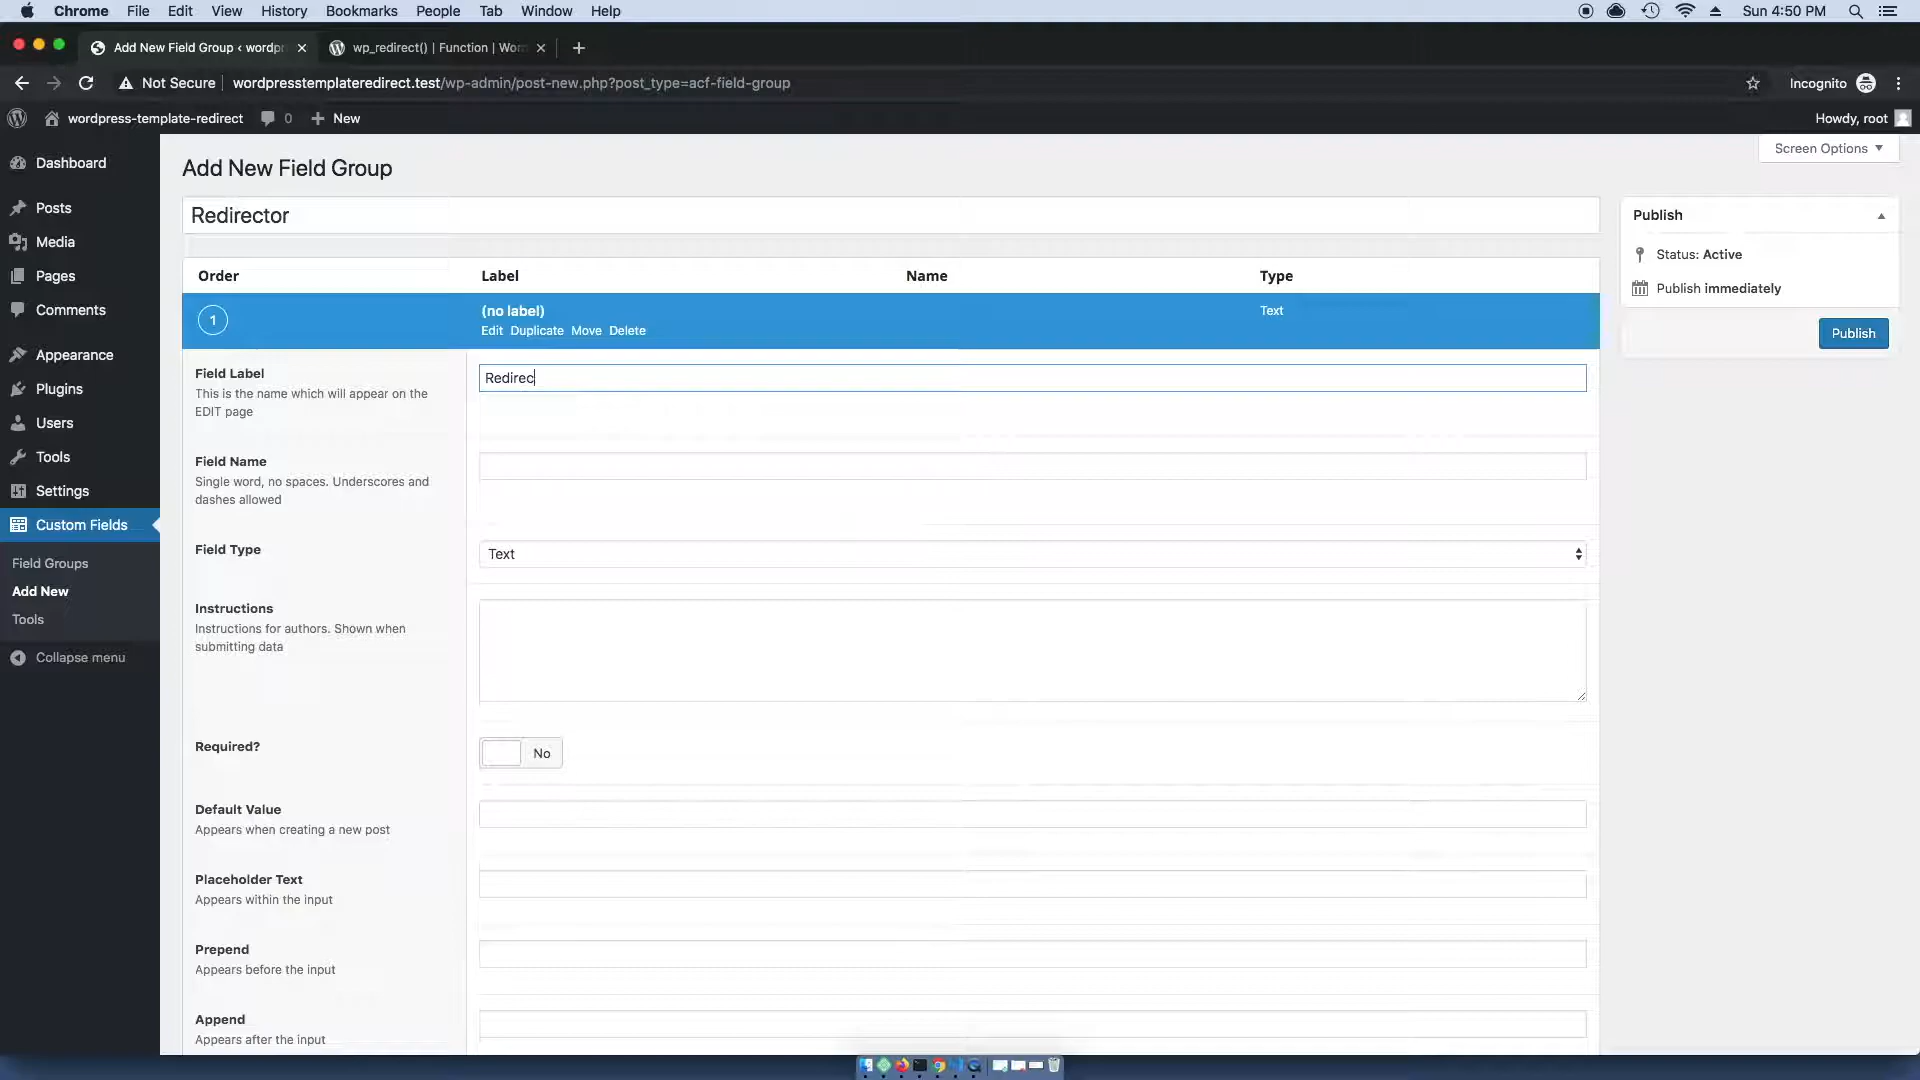 Chrome File Edit View History Bookmarks People Tab Window Help Sun 4:50 PM
Add New Field Group ‹ wordpr wp_redirect() | Function | Wor
Not Secure wordpresstemplateredirect.test/wp-admin/post-new.php?post_type=acf-field-group Incognito
wordpress-template-redirect 0 New Howdy, root
Screen Options
Dashboard
Posts
Media
Pages
Comments
Appearance
Plugins
Users
Tools
Settings
Custom Fields
Field Groups
Add New
Tools
Collapse menu
Add New Field Group
Redirector
Order Label Name Type
1 (no label) Text
Edit Duplicate Move Delete
Field Label
This is the name which will appear on the
EDIT page
Redirec
Field Name
Single word, no spaces. Underscores and
dashes allowed
Field Type
Text
Instructions
Instructions for authors. Shown when
submitting data
Required?
No
Default Value
Appears when creating a new post
Placeholder Text
Appears within the input
Prepend
Appears before the input
Append
Appears after the input
Publish
Status: Active
Publish immediately
Publish